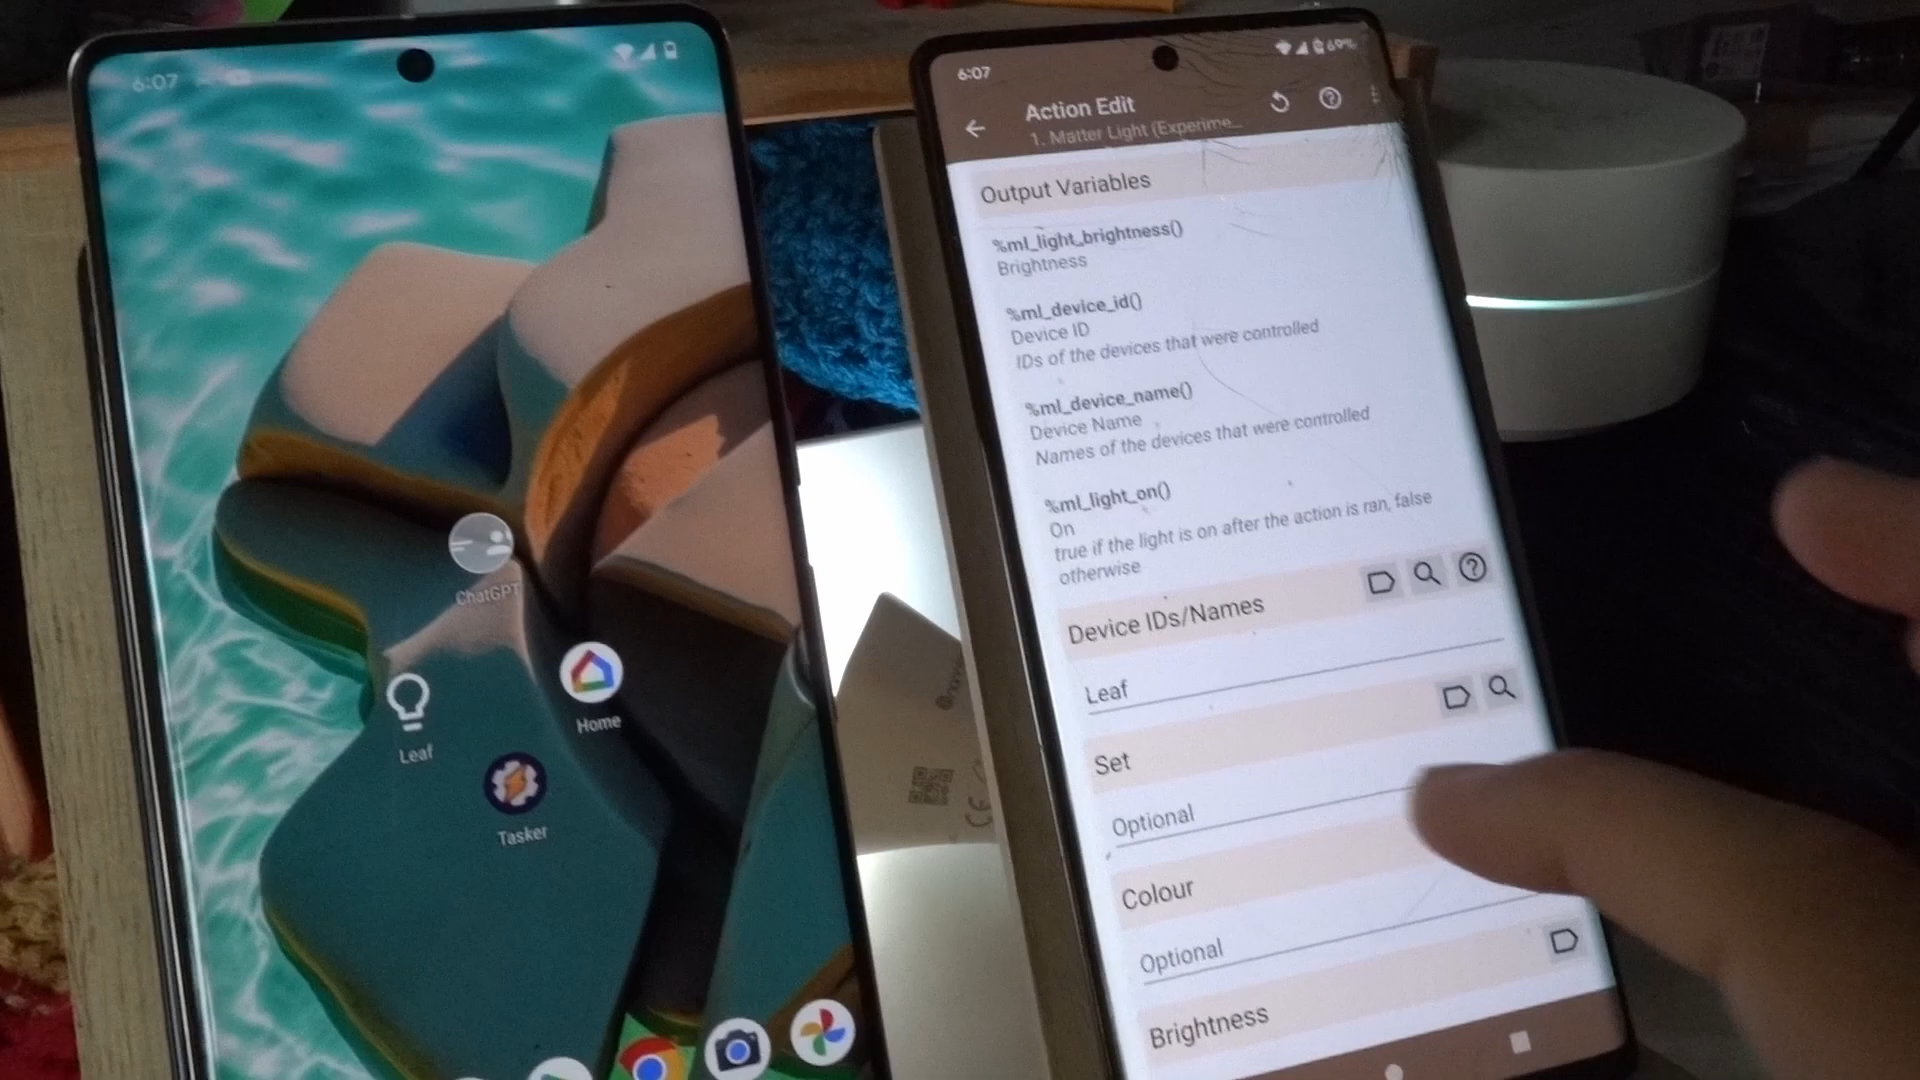 6:07
ChatGPT
Leaf
Home
Tasker
6:07
69%
Action Edit
1. Matter Light (Experime...
Output Variables
%ml_light_brightness()
Brightness
%ml_device_id()
Device ID
IDs of the devices that were controlled
%ml_device_name()
Device Name
Names of the devices that were controlled
%ml_light_on()
On
true if the light is on after the action is ran, false
otherwise
Device IDs/Names
Leaf
Set
Optional
Colour
Optional
Brightness
CE